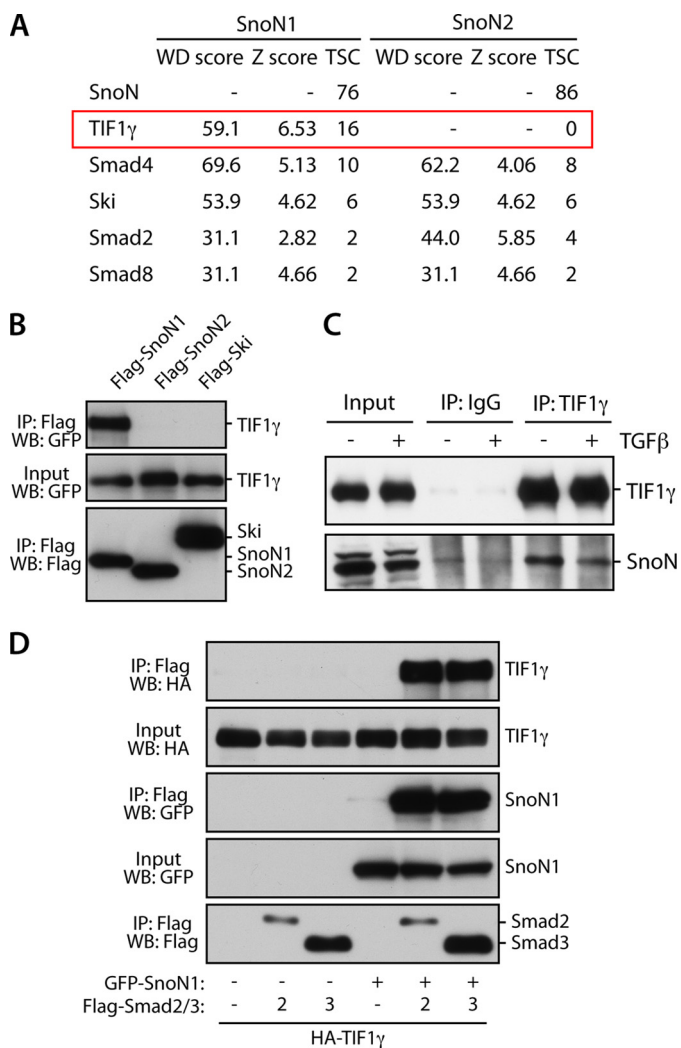 A
SnoN1 SnoN2
WD score Z score TSC WD score Z score TSC
SnoN - - 76 - - 86
TIF1γ 59.1 6.53 16 - - 0
Smad4 69.6 5.13 10 62.2 4.06 8
Ski 53.9 4.62 6 53.9 4.62 6
Smad2 31.1 2.82 2 44.0 5.85 4
Smad8 31.1 4.66 2 31.1 4.66 2
B
Flag-SnoN1 Flag-SnoN2 Flag-Ski
IP: Flag
WB: GFP
TIF1γ
Input
WB: GFP
TIF1γ
IP: Flag
WB: Flag
Ski
SnoN1
SnoN2
C
Input IP: IgG IP: TIF1γ
- + - + - + TGFβ
TIF1γ
SnoN
D
IP: Flag
WB: HA
TIF1γ
Input
WB: HA
TIF1γ
IP: Flag
WB: GFP
SnoN1
Input
WB: GFP
SnoN1
IP: Flag
WB: Flag
Smad2
Smad3
GFP-SnoN1: - - - + + +
Flag-Smad2/3: - 2 3 - 2 3
HA-TIF1γ